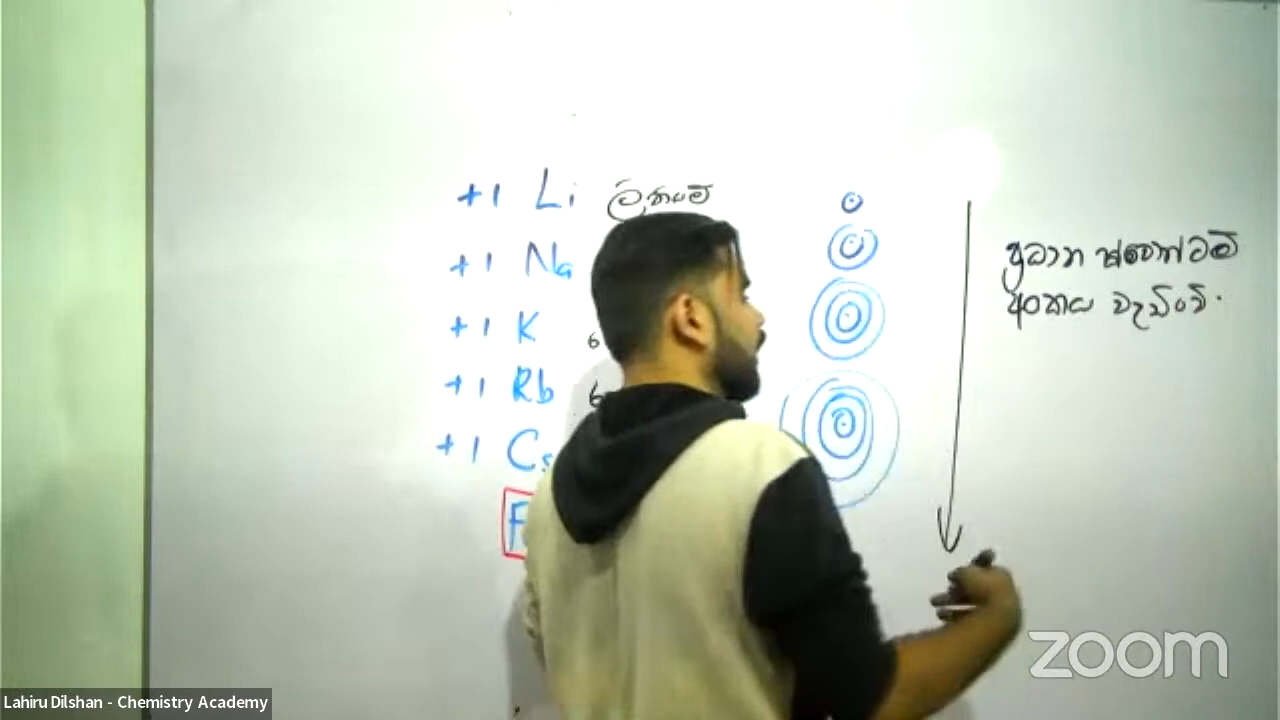 +1 Li ලිතියම්
+1 Na
+1 K
+1 Rb
+1 Cs
F
ප්‍රධාන ක්වොන්ටම්
අංකය වැඩිවේ.
zoom
Lahiru Dilshan - Chemistry Academy